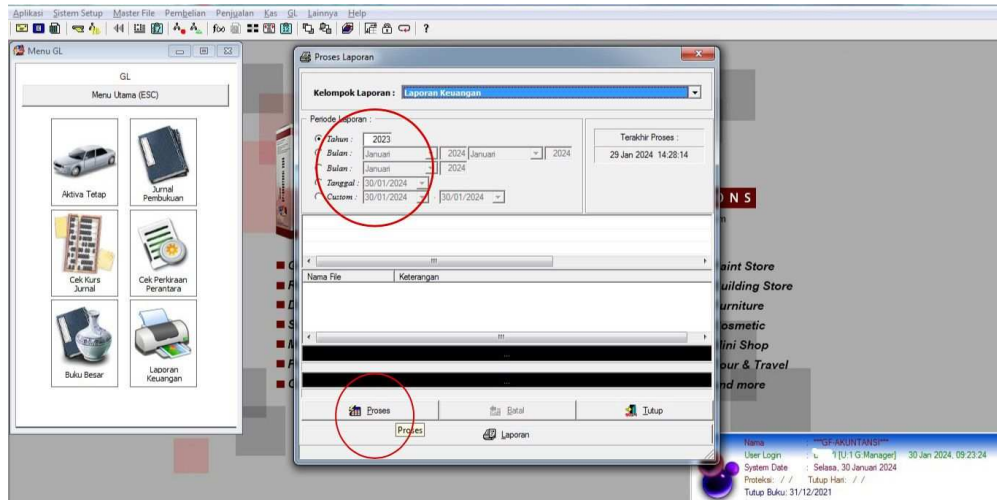 Aplikasi Sistem Setup Master File Pembelian Penjualan Kas GL Lainnya Help
f(x) ?
Menu GL
GL
Menu Utama (ESC)
Aktiva Tetap
Jurnal
Pembukuan
Cek Kurs
Jurnal
Cek Perkiraan
Perantara
Buku Besar
Laporan
Keuangan
Proses Laporan
Kelompok Laporan : Laporan Keuangan
Periode Laporan :
Tahun : 2023
Bulan : Januari 2024 Januari 2024
Bulan : Januari 2024
Tanggal : 30/01/2024
Custom : 30/01/2024 - 30/01/2024
Terakhir Proses :
29 Jan 2024 14:28:14
Nama File Keterangan
...
...
Proses Batal Tutup
Proses
Laporan
ONS
aint Store
uilding Store
urniture
osmetic
ini Shop
our & Travel
nd more
Nama : ***GF-AKUNTANSI***
User Login : 1 [U:1 G:Manager] 30 Jan 2024, 09:23:24
System Date : Selasa, 30 Januari 2024
Proteksi: / / Tutup Hari: / /
Tutup Buku: 31/12/2021